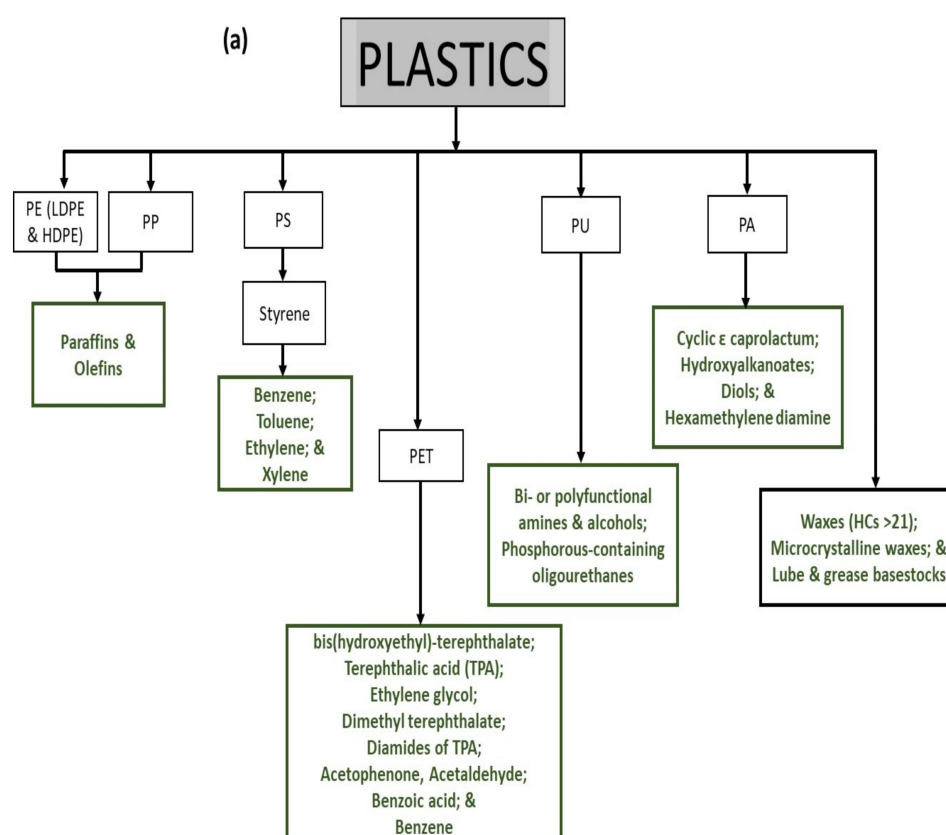 (a)
PLASTICS
PE (LDPE
& HDPE)
PP
PS
PU
PA
Styrene
Paraffins &
Olefins
Benzene;
Toluene;
Ethylene; &
Xylene
PET
Cyclic ε caprolactum;
Hydroxyalkanoates;
Diols; &
Hexamethylene diamine
Bi- or polyfunctional
amines & alcohols;
Phosphorous-containing
oligourethanes
Waxes (HCs >21);
Microcrystalline waxes; &
Lube & grease basestocks
bis(hydroxyethyl)-terephthalate;
Terephthalic acid (TPA);
Ethylene glycol;
Dimethyl terephthalate;
Diamides of TPA;
Acetophenone, Acetaldehyde;
Benzoic acid; &
Benzene